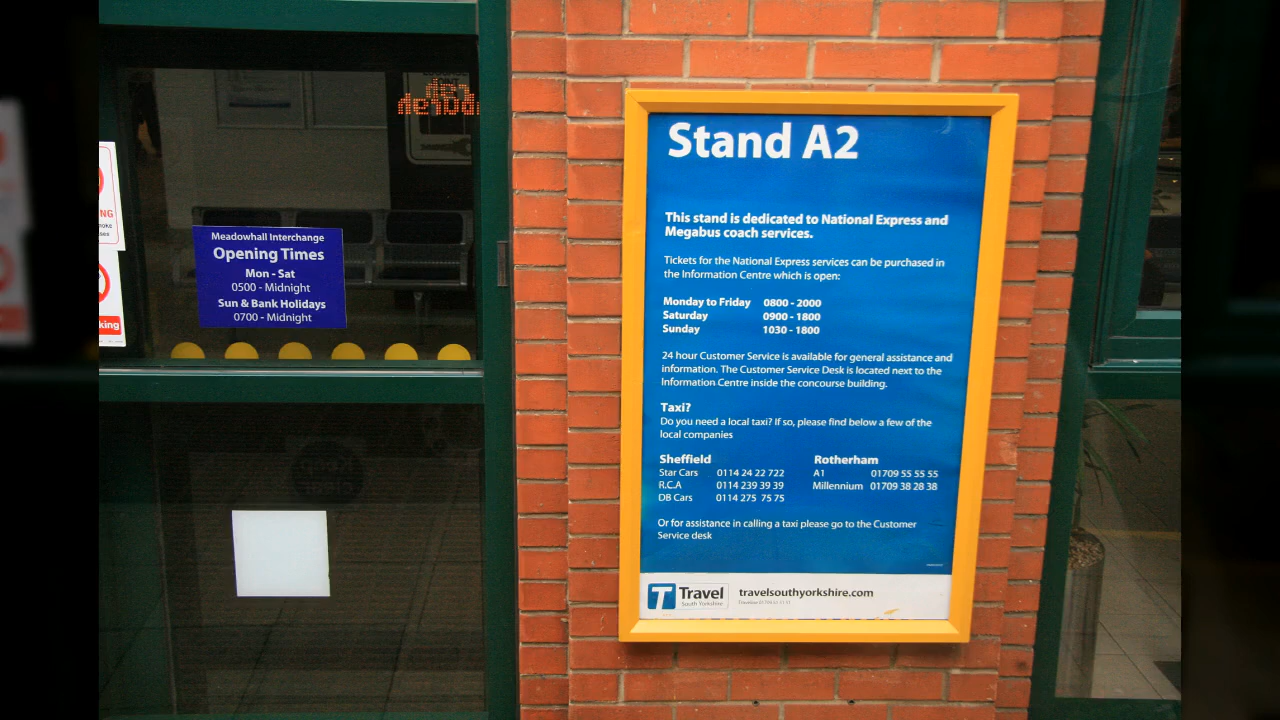 Meadowhall Interchange
Opening Times
Mon - Sat
0500 - Midnight
Sun & Bank Holidays
0700 - Midnight
king
Stand A2
This stand is dedicated to National Express and
Megabus coach services.
Tickets for the National Express services can be purchased in
the Information Centre which is open:
Monday to Friday 0800 - 2000
Saturday 0900 - 1800
Sunday 1030 - 1800
24 hour Customer Service is available for general assistance and
information. The Customer Service Desk is located next to the
Information Centre inside the concourse building.
Taxi?
Do you need a local taxi? If so, please find below a few of the
local companies
Sheffield Rotherham
Star Cars 0114 24 22 722 A1 01709 55 55 55
R.C.A 0114 239 39 39 Millennium 01709 38 28 38
DB Cars 0114 275 75 75
Or for assistance in calling a taxi please go to the Customer
Service desk
T Travel
South Yorkshire
travelsouthyorkshire.com